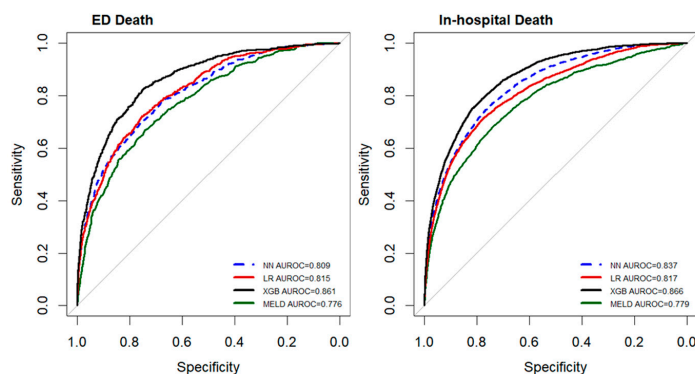 ED Death
Sensitivity
1.0
0.8
0.6
0.4
0.2
0.0
NN AUROC=0.809
LR AUROC=0.815
XGB AUROC=0.861
MELD AUROC=0.776
1.0 0.8 0.6 0.4 0.2 0.0
Specificity
In-hospital Death
Sensitivity
1.0
0.8
0.6
0.4
0.2
0.0
NN AUROC=0.837
LR AUROC=0.817
XGB AUROC=0.866
MELD AUROC=0.779
1.0 0.8 0.6 0.4 0.2 0.0
Specificity